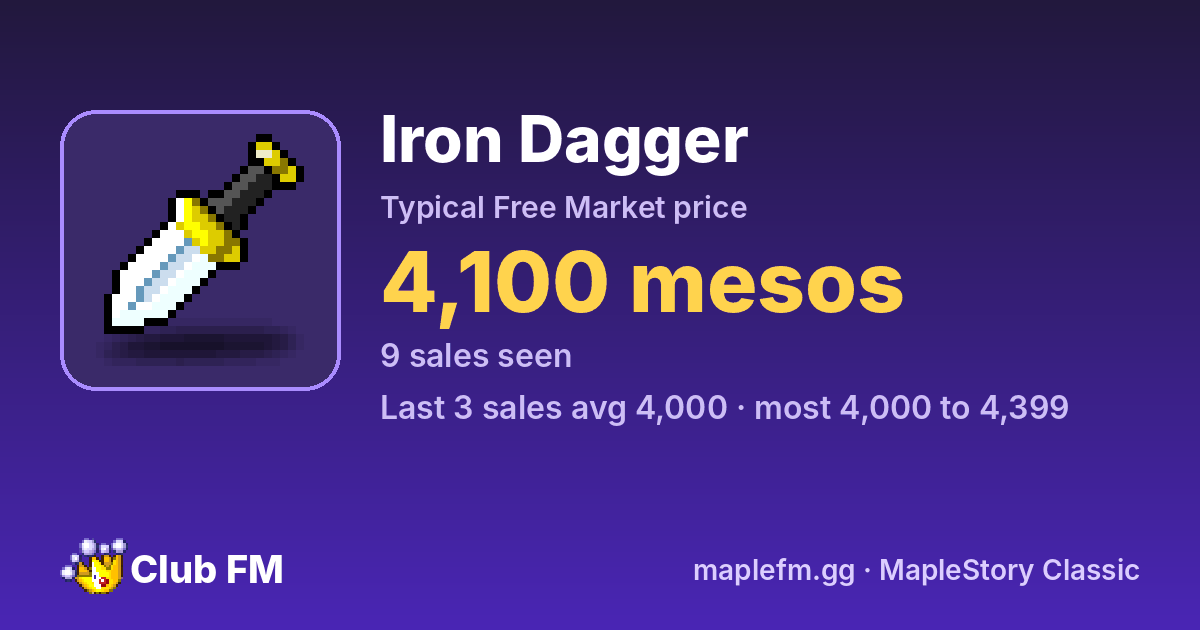 Iron Dagger
Typical Free Market price
4,100 mesos
9 sales seen
Last 3 sales avg 4,000 · most 4,000 to 4,399
Club FM
maplefm.gg · MapleStory Classic